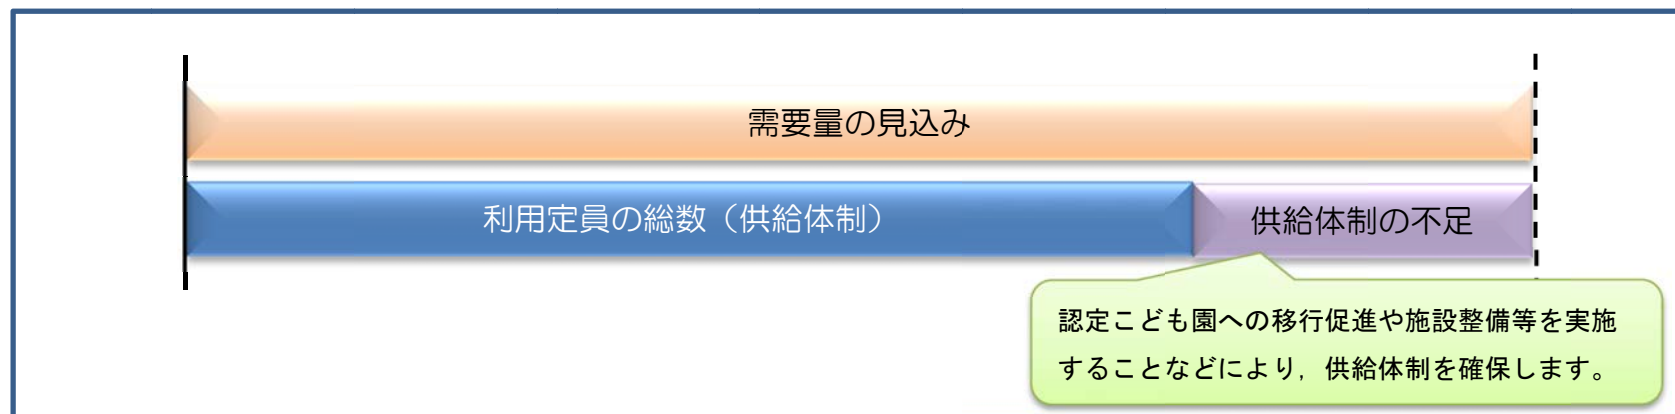 需要量の見込み
利用定員の総数（供給体制）
供給体制の不足
認定こども園への移行促進や施設整備等を実施
することなどにより，供給体制を確保します。